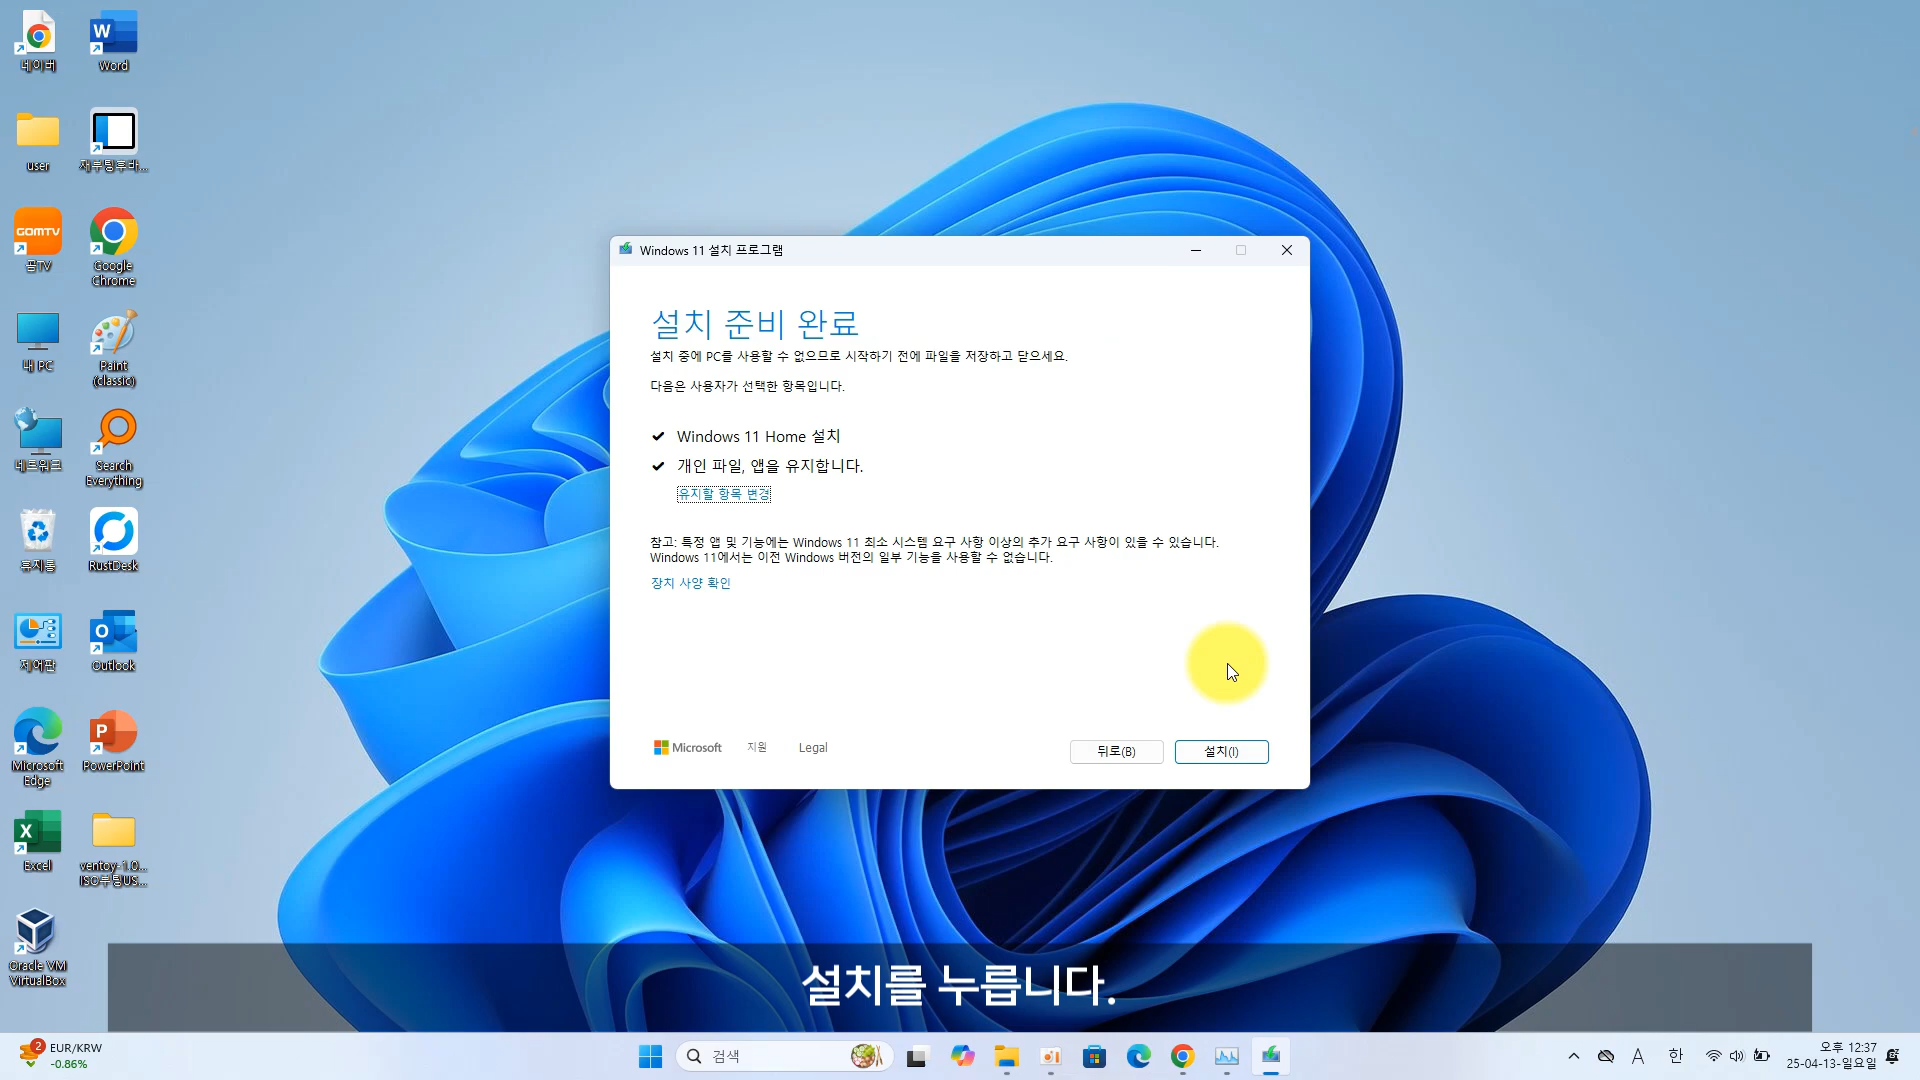 네이버
Word
user
재부팅후바...
GOMTV
곰TV
Google
Chrome
내 PC
Paint
(classic)
네트워크
Search
Everything
휴지통
RustDesk
제어판
Outlook
Microsoft
Edge
PowerPoint
Excel
ventoy-1.0...
ISO부팅US...
Oracle VM
VirtualBox
Windows 11 설치 프로그램
설치 준비 완료
설치 중에 PC를 사용할 수 없으므로 시작하기 전에 파일을 저장하고 닫으세요.
다음은 사용자가 선택한 항목입니다.
Windows 11 Home 설치
개인 파일, 앱을 유지합니다.
유지할 항목 변경
참고: 특정 앱 및 기능에는 Windows 11 최소 시스템 요구 사항 이상의 추가 요구 사항이 있을 수 있습니다.
Windows 11에서는 이전 Windows 버전의 일부 기능을 사용할 수 없습니다.
장치 사양 확인
Microsoft 지원 Legal
뒤로(B) 설치(I)
설치를 누릅니다.
2
EUR/KRW
-0.86%
검색
A 한
오후 12:37
25-04-13-일요일